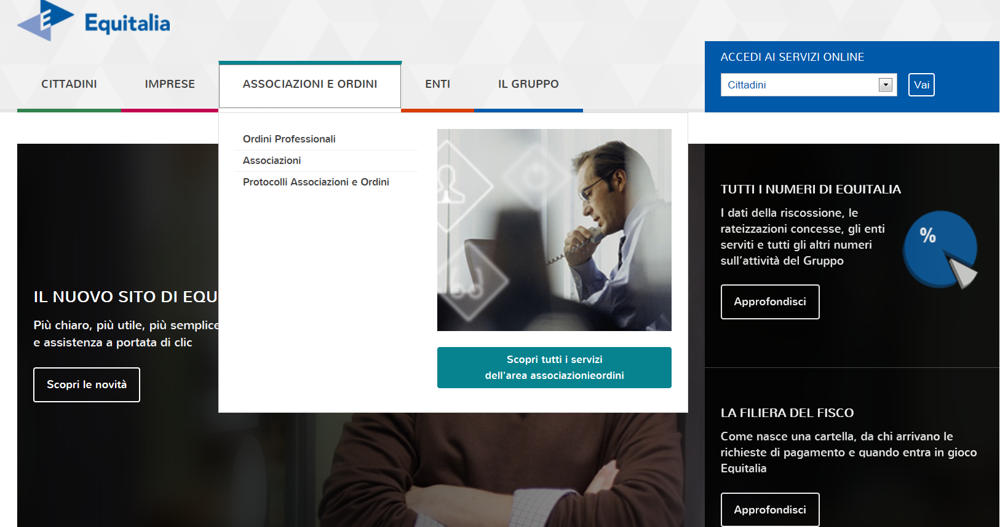 Equitalia
ACCEDI AI SERVIZI ONLINE
Cittadini
Vai
CITTADINI
IMPRESE
ASSOCIAZIONI E ORDINI
ENTI
IL GRUPPO
Ordini Professionali
Associazioni
Protocolli Associazioni e Ordini
Scopri tutti i servizi
dell'area associazionieordini
IL NUOVO SITO DI EQU
Più chiaro, più utile, più semplice
e assistenza a portata di clic
Scopri le novità
TUTTI I NUMERI DI EQUITALIA
I dati della riscossione, le
rateizzazioni concesse, gli enti
serviti e tutti gli altri numeri
sull’attività del Gruppo
%
Approfondisci
LA FILIERA DEL FISCO
Come nasce una cartella, da chi arrivano le
richieste di pagamento e quando entra in gioco
Equitalia
Approfondisci